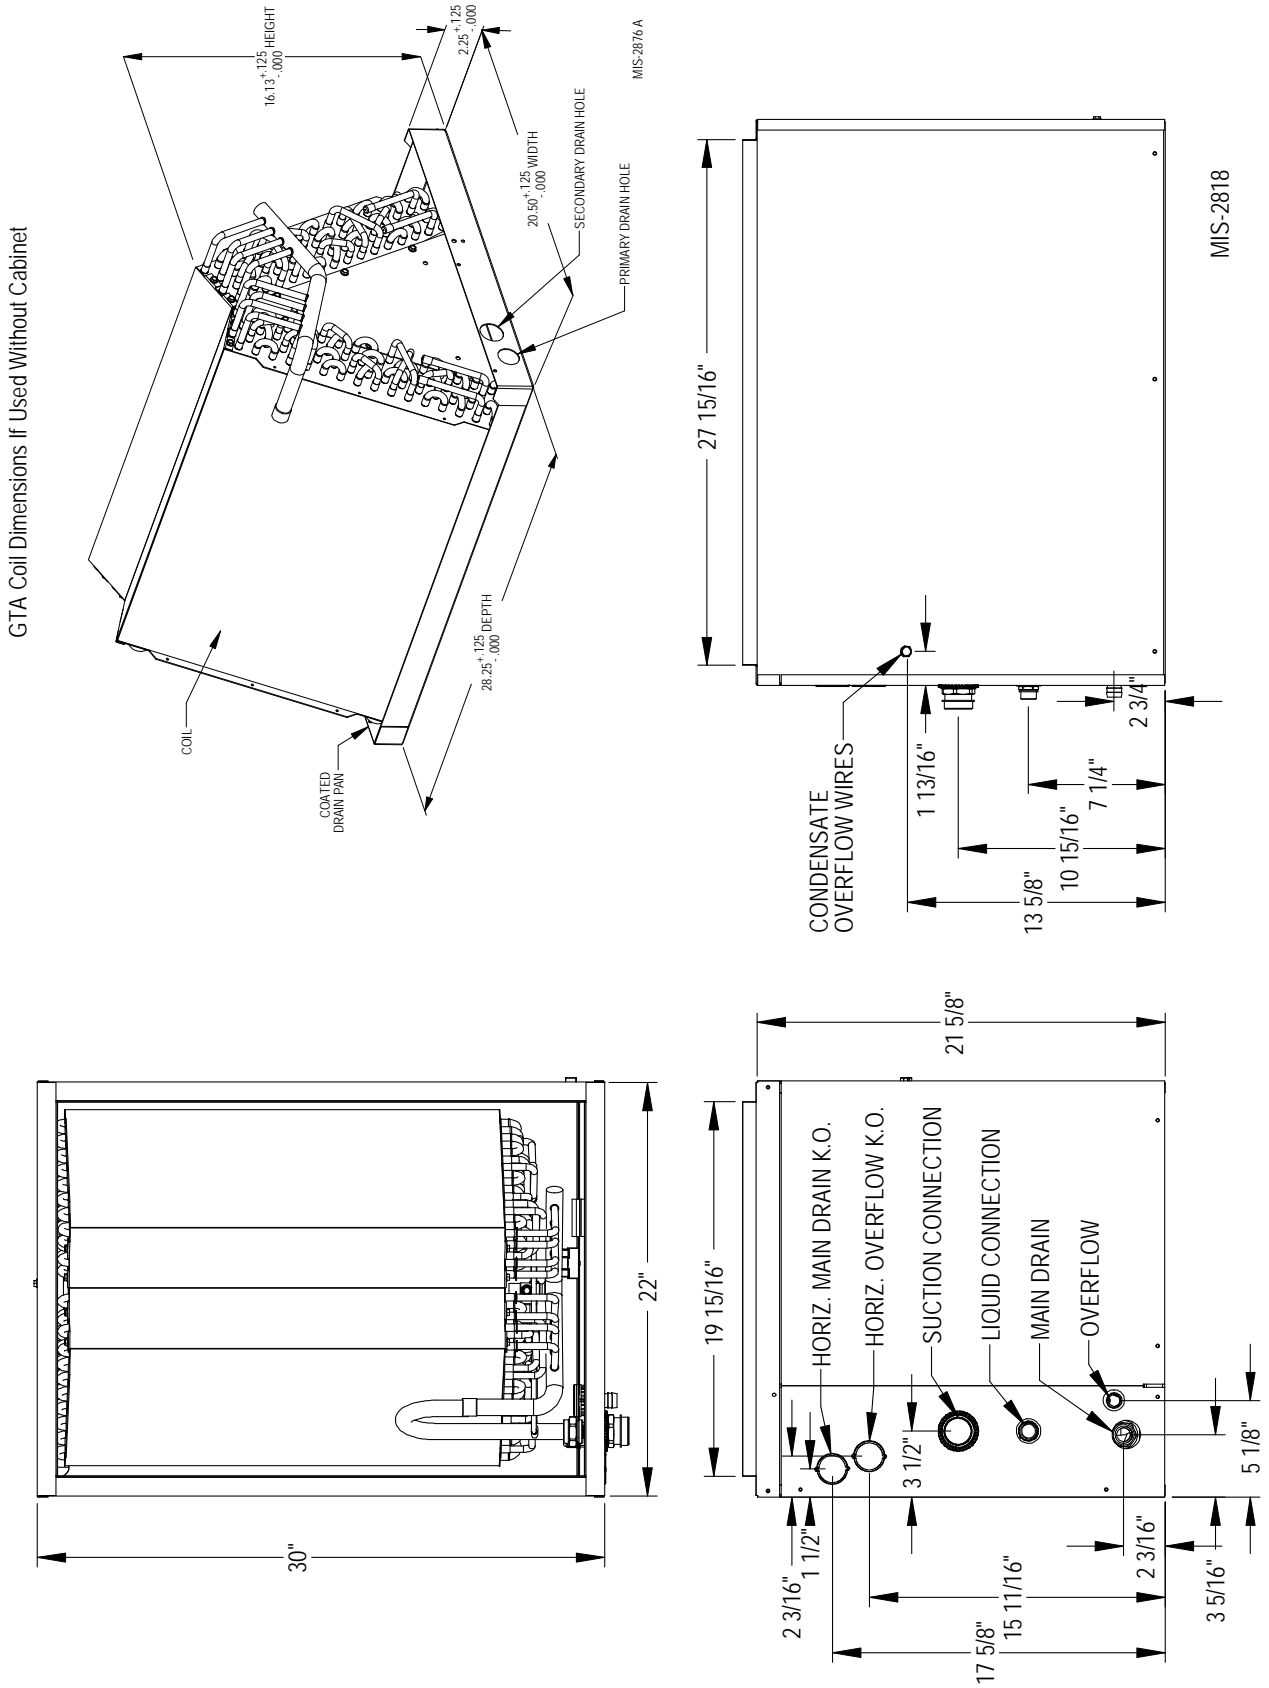 GTA Coil Dimensions If Used Without Cabinet
16.13 +.125 -.000 HEIGHT
2.25 +.125 -.000
20.50 +.125 -.000 WIDTH
28.25 +.125 -.000 DEPTH
COIL
COATED
DRAIN PAN
SECONDARY DRAIN HOLE
PRIMARY DRAIN HOLE
MIS-2876 A
30"
22"
27 15/16"
CONDENSATE
OVERFLOW WIRES
1 13/16"
13 5/8"
10 15/16"
7 1/4"
2 3/4"
MIS-2818
19 15/16"
21 5/8"
HORIZ. MAIN DRAIN K.O.
HORIZ. OVERFLOW K.O.
SUCTION CONNECTION
LIQUID CONNECTION
MAIN DRAIN
OVERFLOW
2 3/16"
1 1/2"
3 1/2"
17 5/8"
15 11/16"
2 3/16"
3 5/16"
5 1/8"